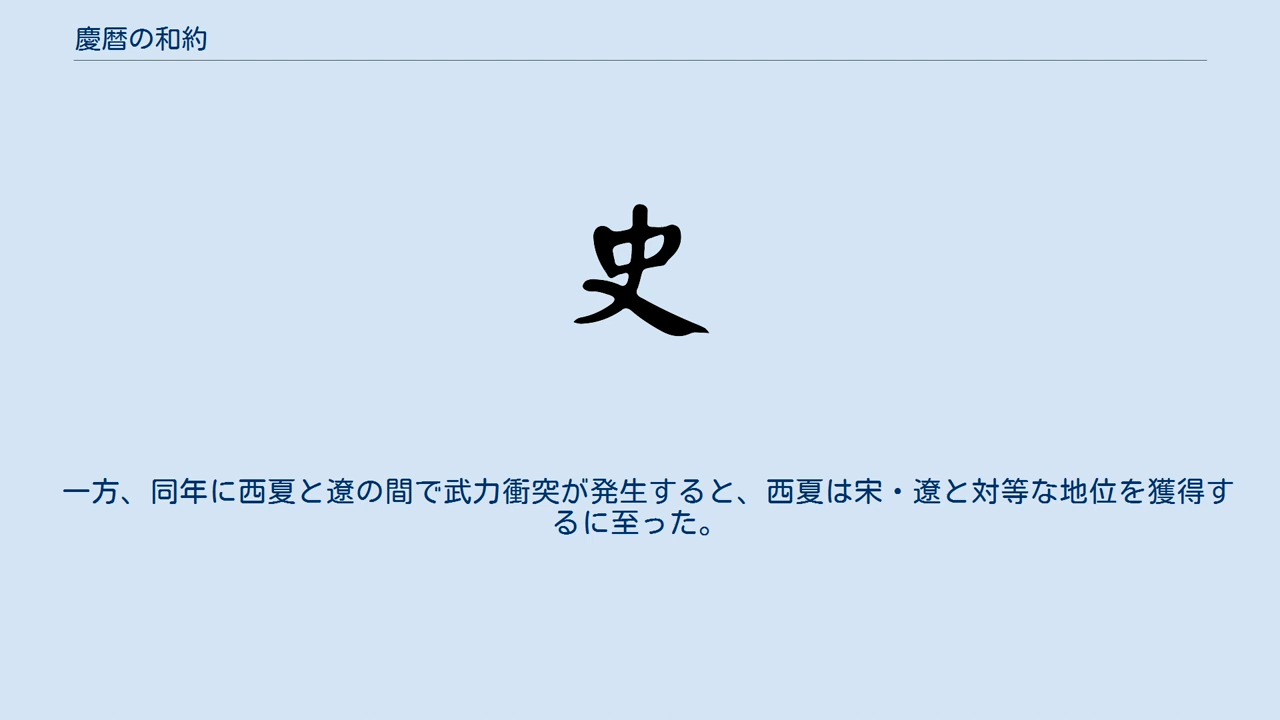 慶暦の和約
史
一方、同年に西夏と遼の間で武力衝突が発生すると、西夏は宋・遼と対等な地位を獲得す
るに至った。